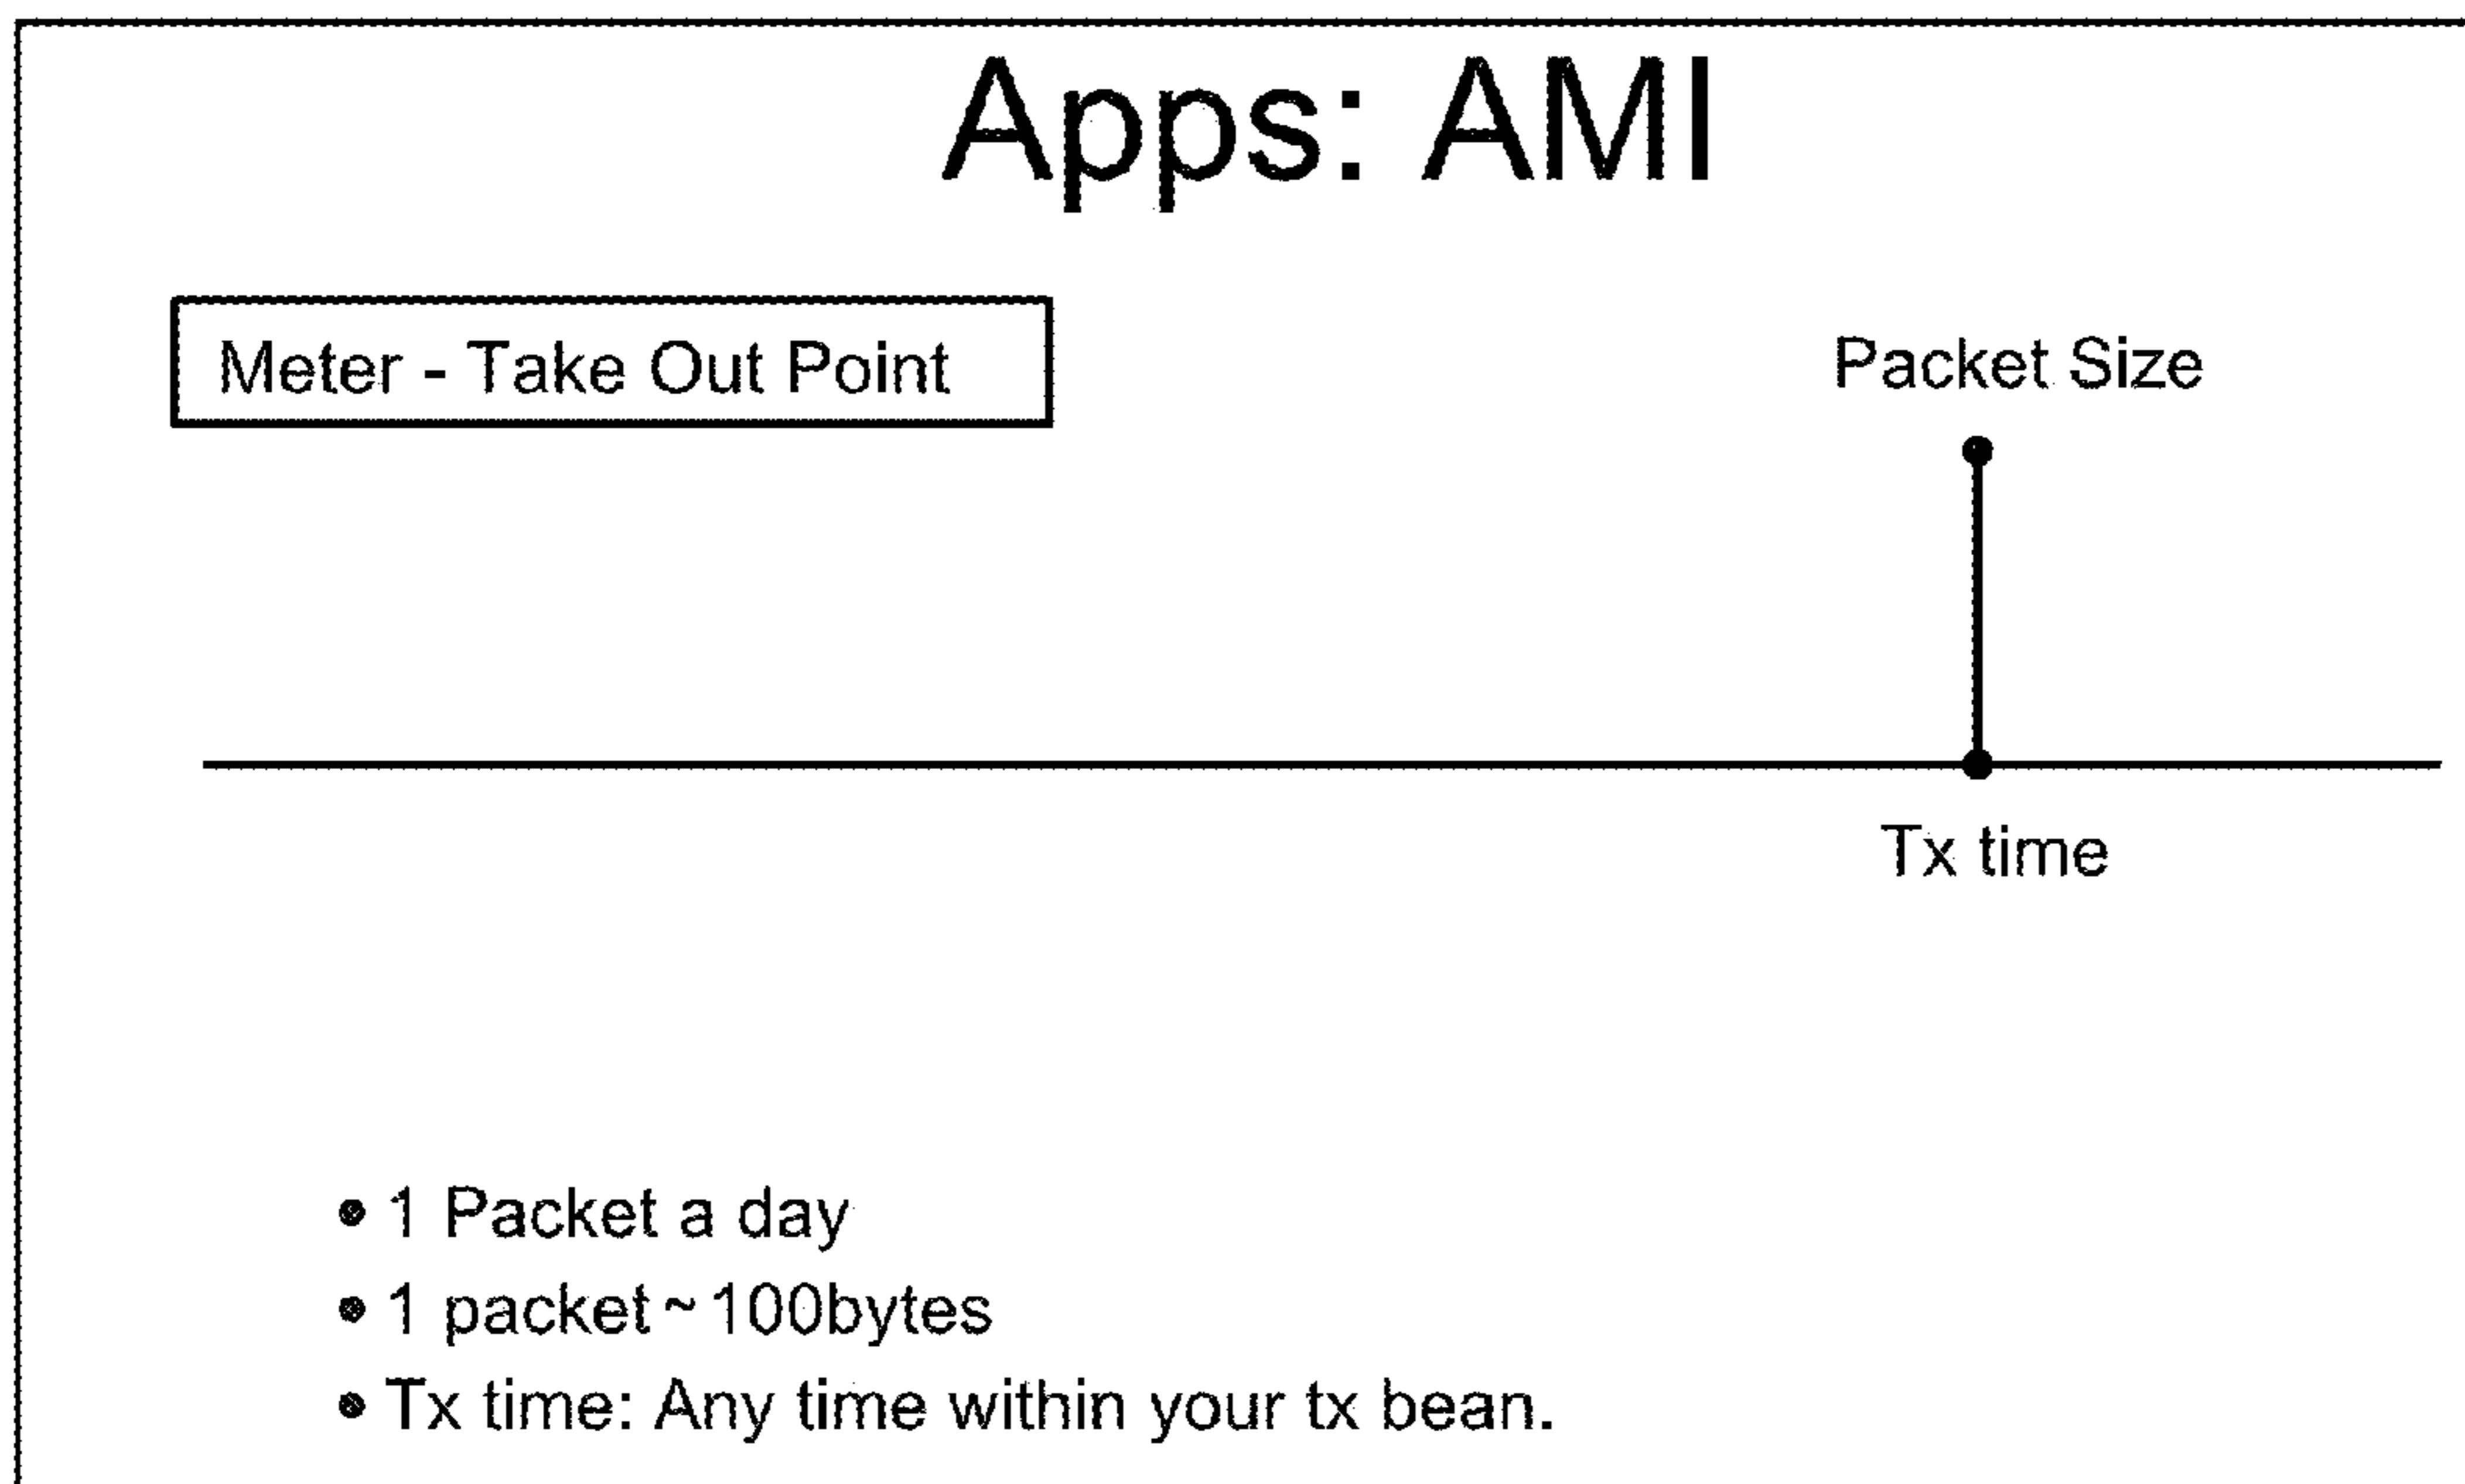 Apps: AMI
Meter - Take Out Point
Packet Size
Tx time
• 1 Packet a day
• 1 packet ~ 100bytes
• Tx time: Any time within your tx bean.